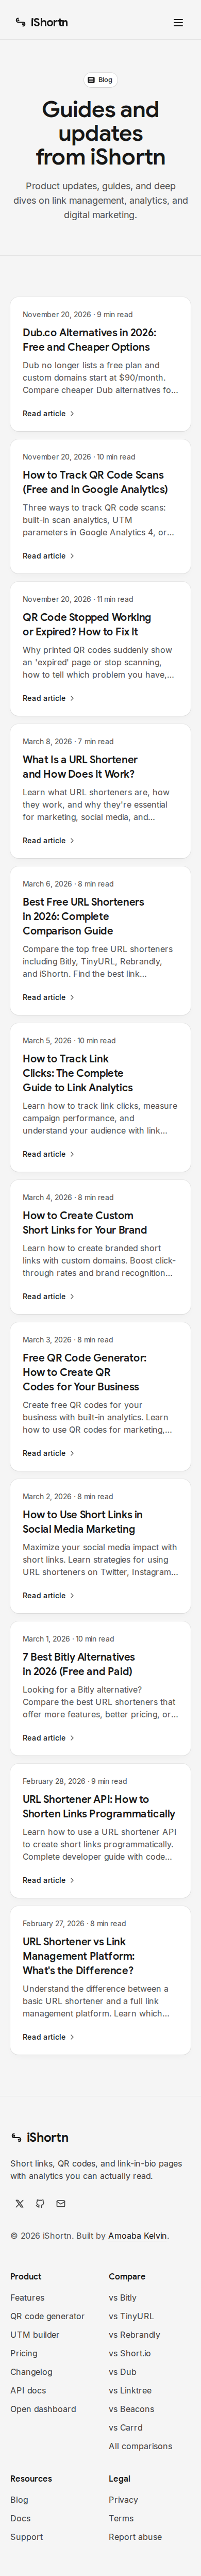 iShortn
Blog
Guides and
updates
from iShortn
Product updates, guides, and deep
dives on link management, analytics, and
digital marketing.
November 20, 2026 · 9 min read
Dub.co Alternatives in 2026:
Free and Cheaper Options
Dub no longer lists a free plan and
custom domains start at $90/month.
Compare cheaper Dub alternatives fo...
Read article
November 20, 2026 · 10 min read
How to Track QR Code Scans
(Free and in Google Analytics)
Three ways to track QR code scans:
built-in scan analytics, UTM
parameters in Google Analytics 4, or...
Read article
November 20, 2026 · 11 min read
QR Code Stopped Working
or Expired? How to Fix It
Why printed QR codes suddenly show
an 'expired' page or stop scanning,
how to tell which problem you have,...
Read article
March 8, 2026 · 7 min read
What Is a URL Shortener
and How Does It Work?
Learn what URL shorteners are, how
they work, and why they're essential
for marketing, social media, and...
Read article
March 6, 2026 · 8 min read
Best Free URL Shorteners
in 2026: Complete
Comparison Guide
Compare the top free URL shorteners
including Bitly, TinyURL, Rebrandly,
and iShortn. Find the best link...
Read article
March 5, 2026 · 10 min read
How to Track Link
Clicks: The Complete
Guide to Link Analytics
Learn how to track link clicks, measure
campaign performance, and
understand your audience with link...
Read article
March 4, 2026 · 8 min read
How to Create Custom
Short Links for Your Brand
Learn how to create branded short
links with custom domains. Boost click-
through rates and brand recognition...
Read article
March 3, 2026 · 8 min read
Free QR Code Generator:
How to Create QR
Codes for Your Business
Create free QR codes for your
business with built-in analytics. Learn
how to use QR codes for marketing,...
Read article
March 2, 2026 · 8 min read
How to Use Short Links in
Social Media Marketing
Maximize your social media impact with
short links. Learn strategies for using
URL shorteners on Twitter, Instagram...
Read article
March 1, 2026 · 10 min read
7 Best Bitly Alternatives
in 2026 (Free and Paid)
Looking for a Bitly alternative?
Compare the best URL shorteners that
offer more features, better pricing, or...
Read article
February 28, 2026 · 9 min read
URL Shortener API: How to
Shorten Links Programmatically
Learn how to use a URL shortener API
to create short links programmatically.
Complete developer guide with code...
Read article
February 27, 2026 · 8 min read
URL Shortener vs Link
Management Platform:
What's the Difference?
Understand the difference between a
basic URL shortener and a full link
management platform. Learn which...
Read article
iShortn
Short links, QR codes, and link-in-bio pages
with analytics you can actually read.
© 2026 iShortn. Built by Amoaba Kelvin.
Product
Features
QR code generator
UTM builder
Pricing
Changelog
API docs
Open dashboard
Compare
vs Bitly
vs TinyURL
vs Rebrandly
vs Short.io
vs Dub
vs Linktree
vs Beacons
vs Carrd
All comparisons
Resources
Blog
Docs
Support
Legal
Privacy
Terms
Report abuse